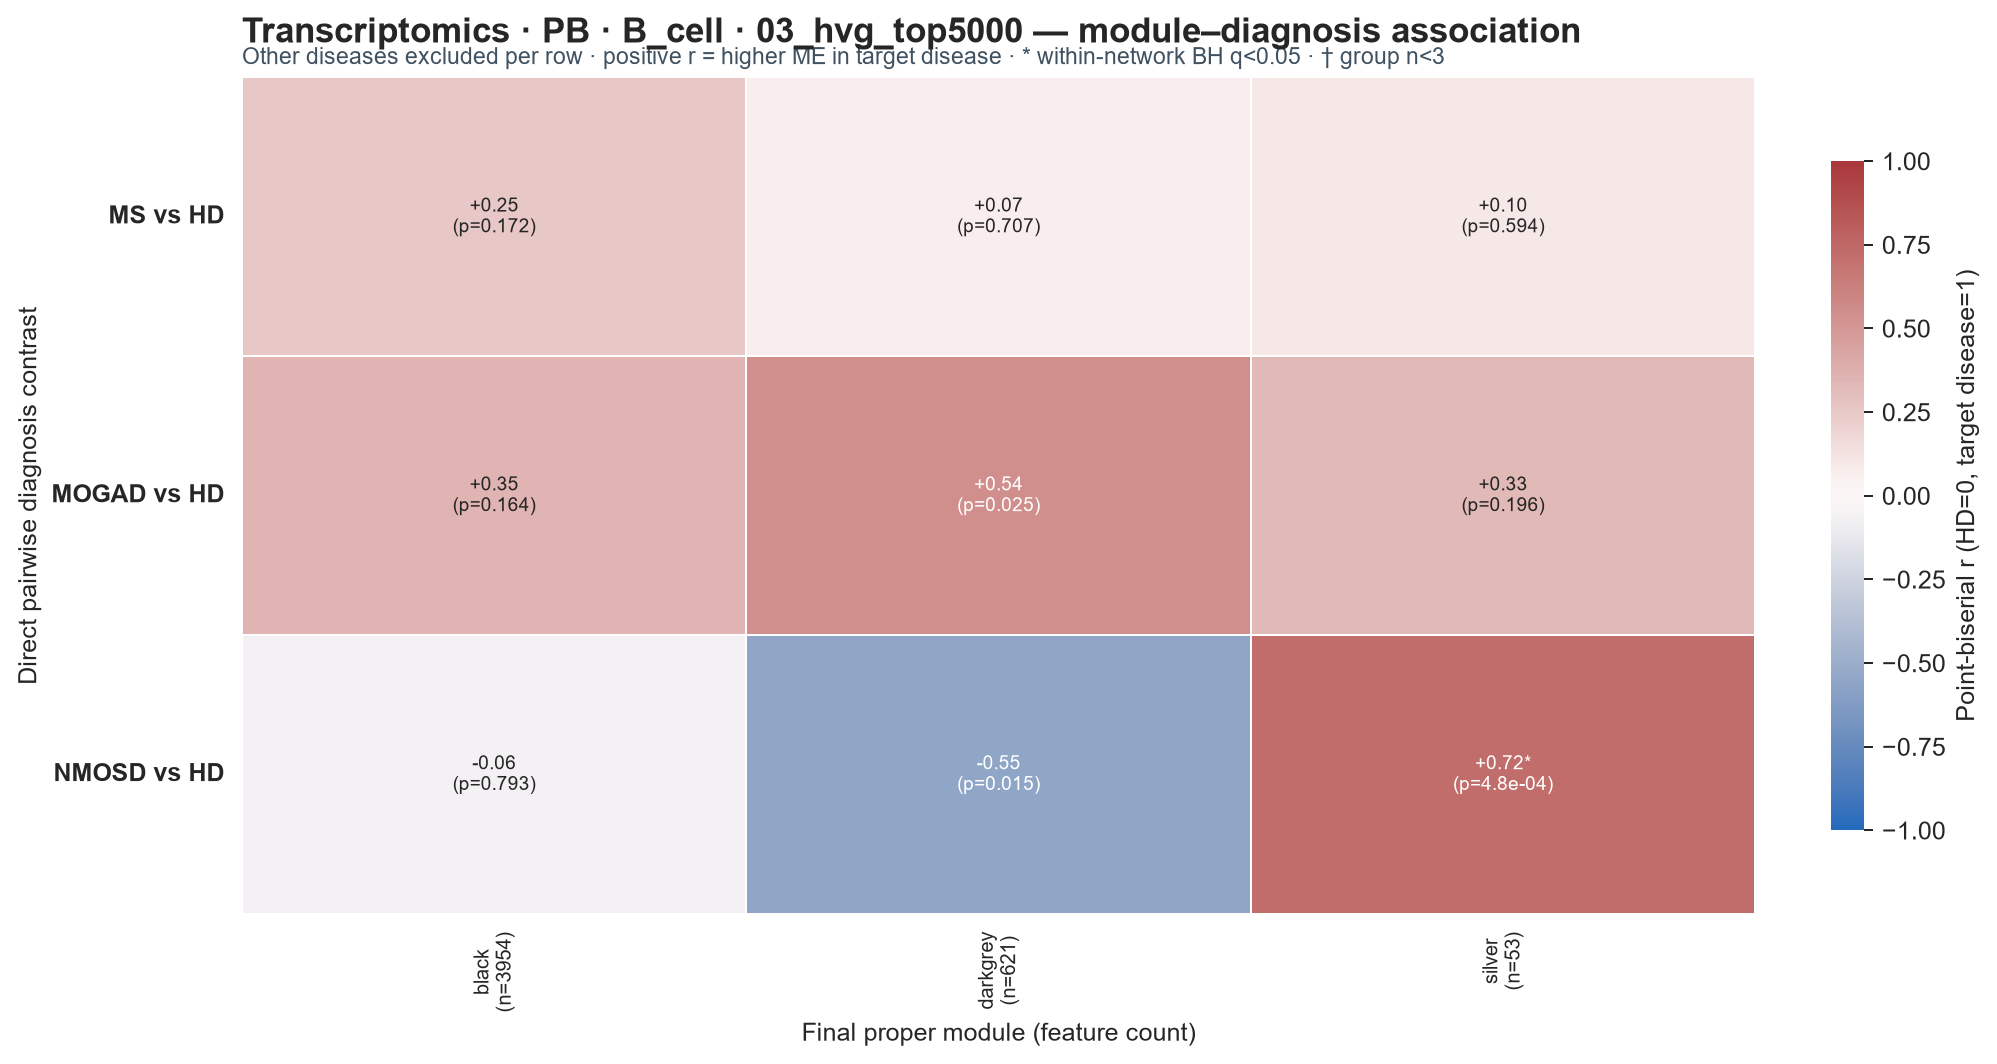 Transcriptomics · PB · B_cell · 03_hvg_top5000 — module–diagnosis association
Other diseases excluded per row · positive r = higher ME in target disease · * within-network BH q<0.05 · † group n<3
Direct pairwise diagnosis contrast
MS vs HD
+0.25
(p=0.172)
+0.07
(p=0.707)
+0.10
(p=0.594)
MOGAD vs HD
+0.35
(p=0.164)
+0.54
(p=0.025)
+0.33
(p=0.196)
NMOSD vs HD
-0.06
(p=0.793)
-0.55
(p=0.015)
+0.72*
(p=4.8e-04)
black
(n=3954)
darkgrey
(n=621)
silver
(n=53)
Final proper module (feature count)
1.00
0.75
0.50
0.25
0.00
−0.25
−0.50
−0.75
−1.00
Point-biserial r (HD=0, target disease=1)